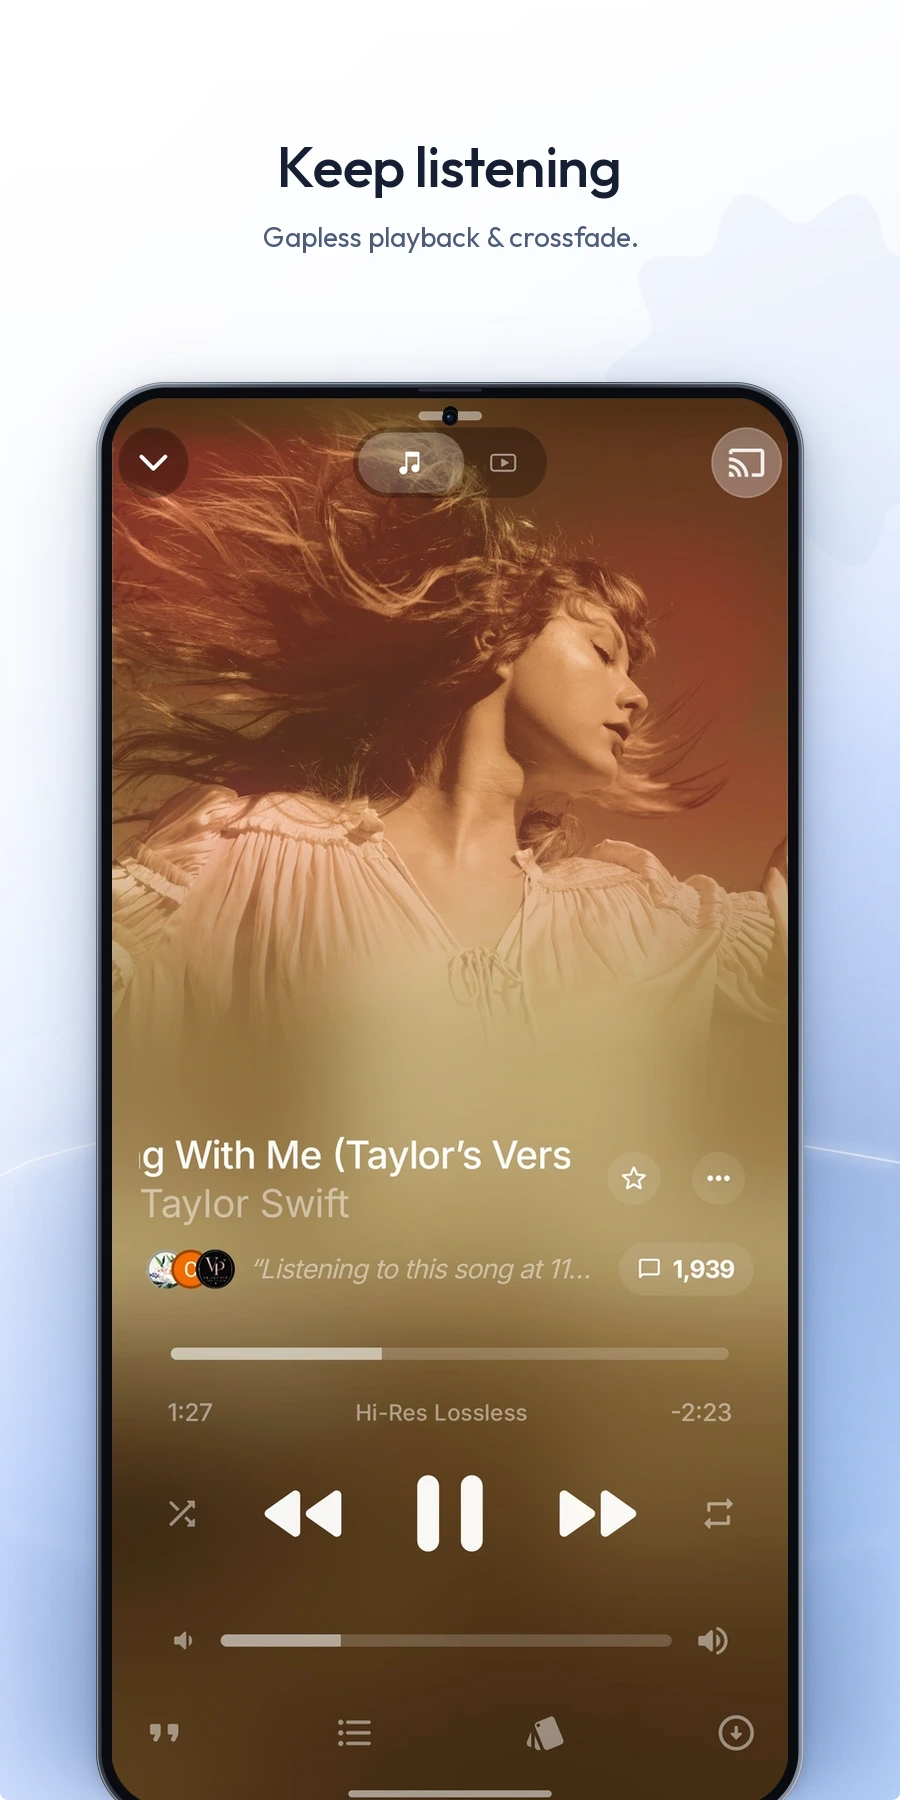 Keep listening
Gapless playback & crossfade.
g With Me (Taylor’s Vers
Taylor Swift
C
VP
“Listening to this song at 11...
1,939
1:27
Hi-Res Lossless
-2:23